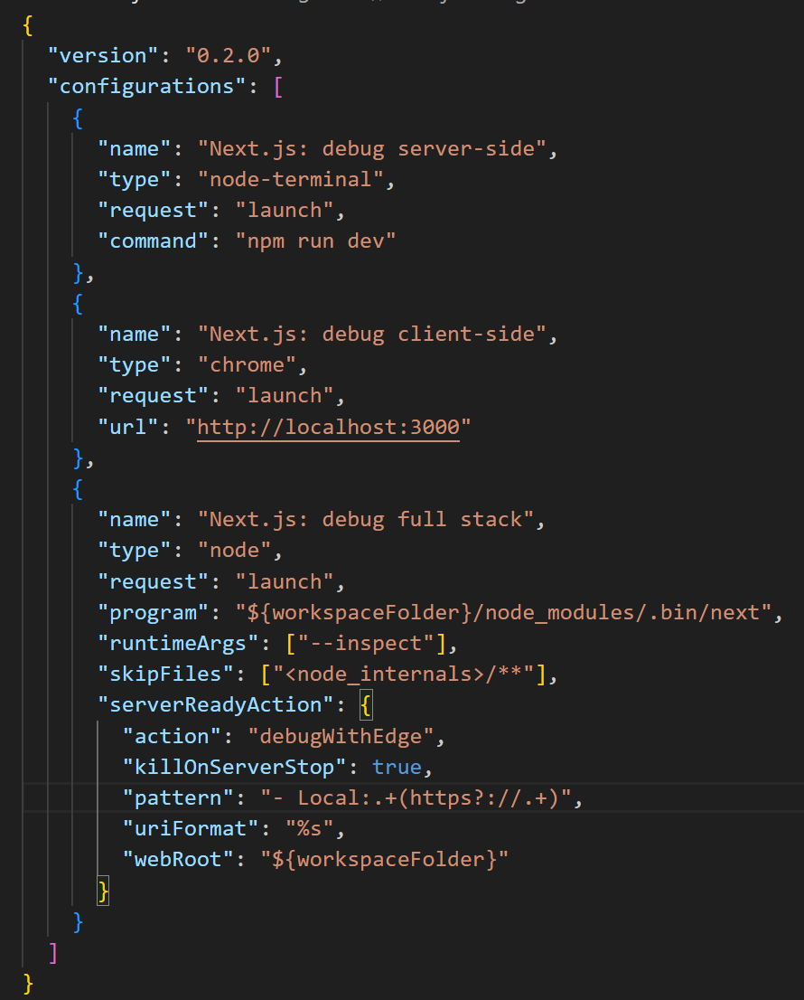 {
  "version": "0.2.0",
  "configurations": [
    {
      "name": "Next.js: debug server-side",
      "type": "node-terminal",
      "request": "launch",
      "command": "npm run dev"
    },
    {
      "name": "Next.js: debug client-side",
      "type": "chrome",
      "request": "launch",
      "url": "http://localhost:3000"
    },
    {
      "name": "Next.js: debug full stack",
      "type": "node",
      "request": "launch",
      "program": "${workspaceFolder}/node_modules/.bin/next",
      "runtimeArgs": ["--inspect"],
      "skipFiles": ["<node_internals>/**"],
      "serverReadyAction": {
        "action": "debugWithEdge",
        "killOnServerStop": true,
        "pattern": "- Local:.+(https?://.+)",
        "uriFormat": "%s",
        "webRoot": "${workspaceFolder}"
      }
    }
  ]
}